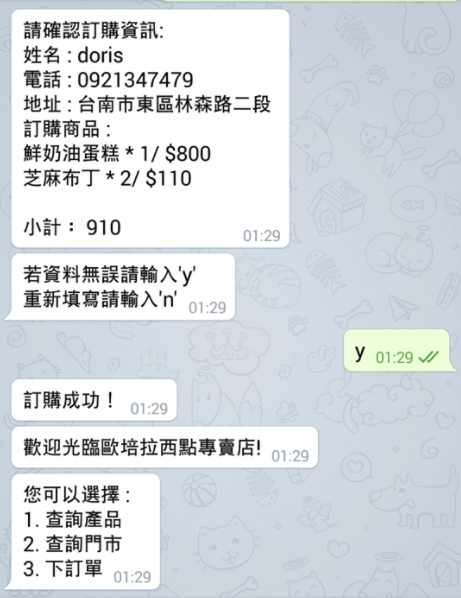 請確認訂購資訊:
姓名 : doris
電話 : 0921347479
地址 : 台南市東區林森路二段
訂購商品 :
鮮奶油蛋糕 * 1/ $800
芝麻布丁 * 2/ $110
小計： 910
01:29
若資料無誤請輸入'y'
重新填寫請輸入'n' 01:29
y 01:29
訂購成功！ 01:29
歡迎光臨歐培拉西點專賣店! 01:29
您可以選擇 :
1. 查詢產品
2. 查詢門市
3. 下訂單 01:29